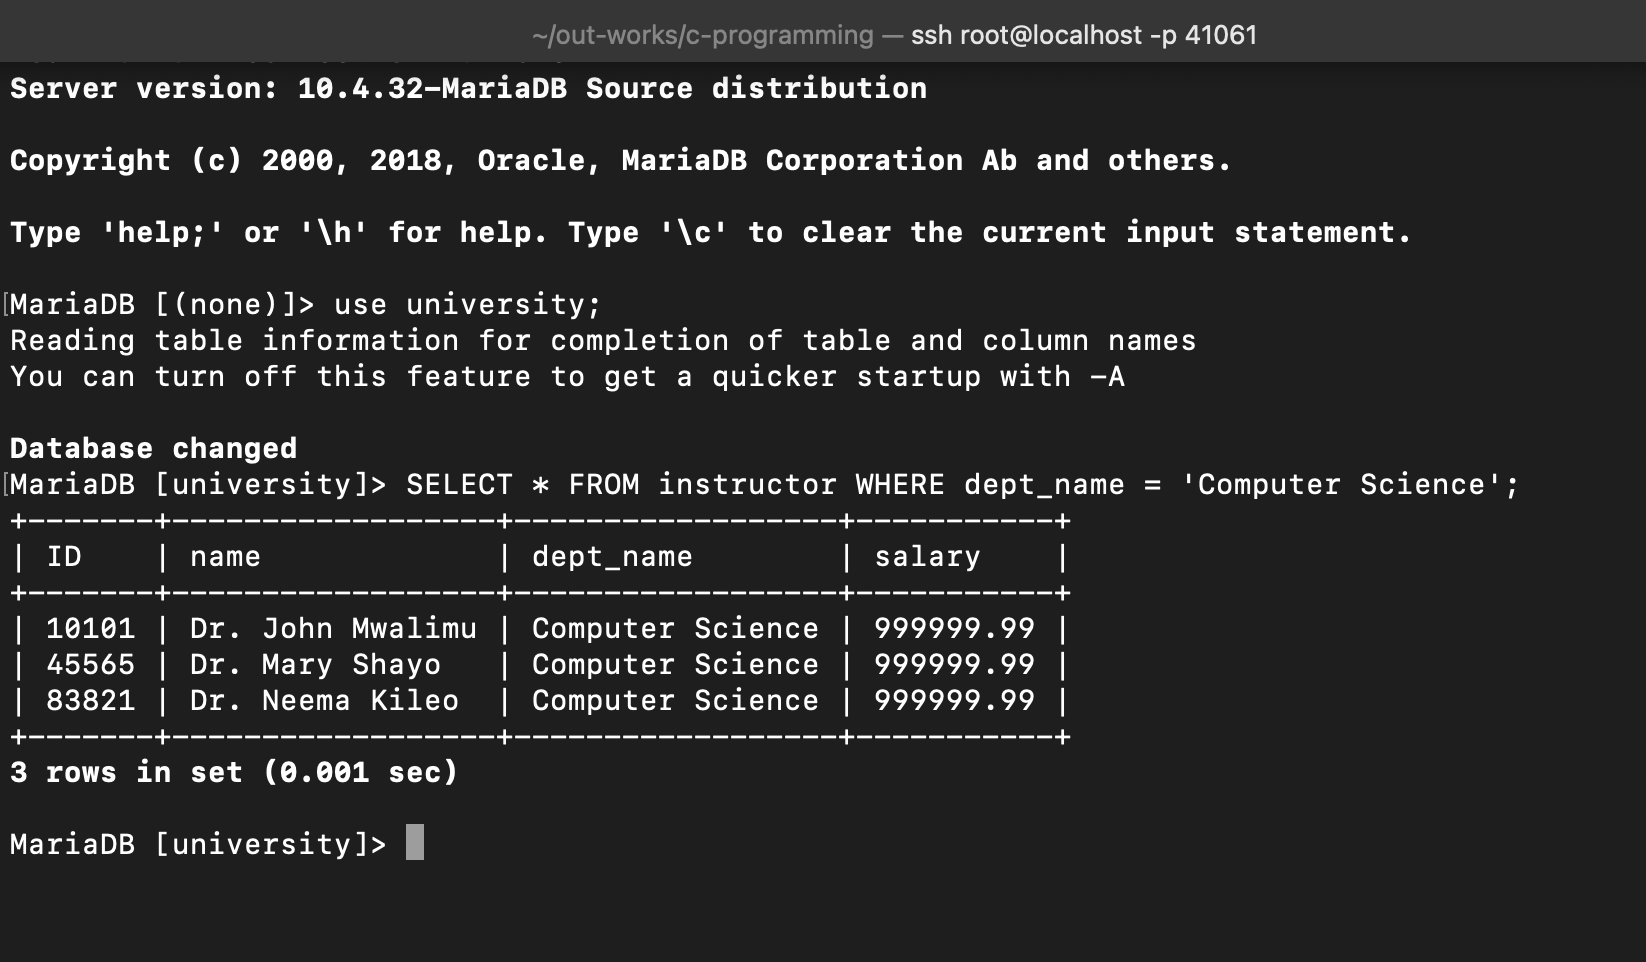 ~/out-works/c-programming — ssh root@localhost -p 41061
Server version: 10.4.32-MariaDB Source distribution
Copyright (c) 2000, 2018, Oracle, MariaDB Corporation Ab and others.
Type 'help;' or '\h' for help. Type '\c' to clear the current input statement.
[MariaDB [(none)]> use university;
Reading table information for completion of table and column names
You can turn off this feature to get a quicker startup with -A
Database changed
[MariaDB [university]> SELECT * FROM instructor WHERE dept_name = 'Computer Science';
+-------+------------------+------------------+-----------+
| ID    | name             | dept_name        | salary    |
+-------+------------------+------------------+-----------+
| 10101 | Dr. John Mwalimu | Computer Science | 999999.99 |
| 45565 | Dr. Mary Shayo   | Computer Science | 999999.99 |
| 83821 | Dr. Neema Kileo  | Computer Science | 999999.99 |
+-------+------------------+------------------+-----------+
3 rows in set (0.001 sec)
MariaDB [university]>